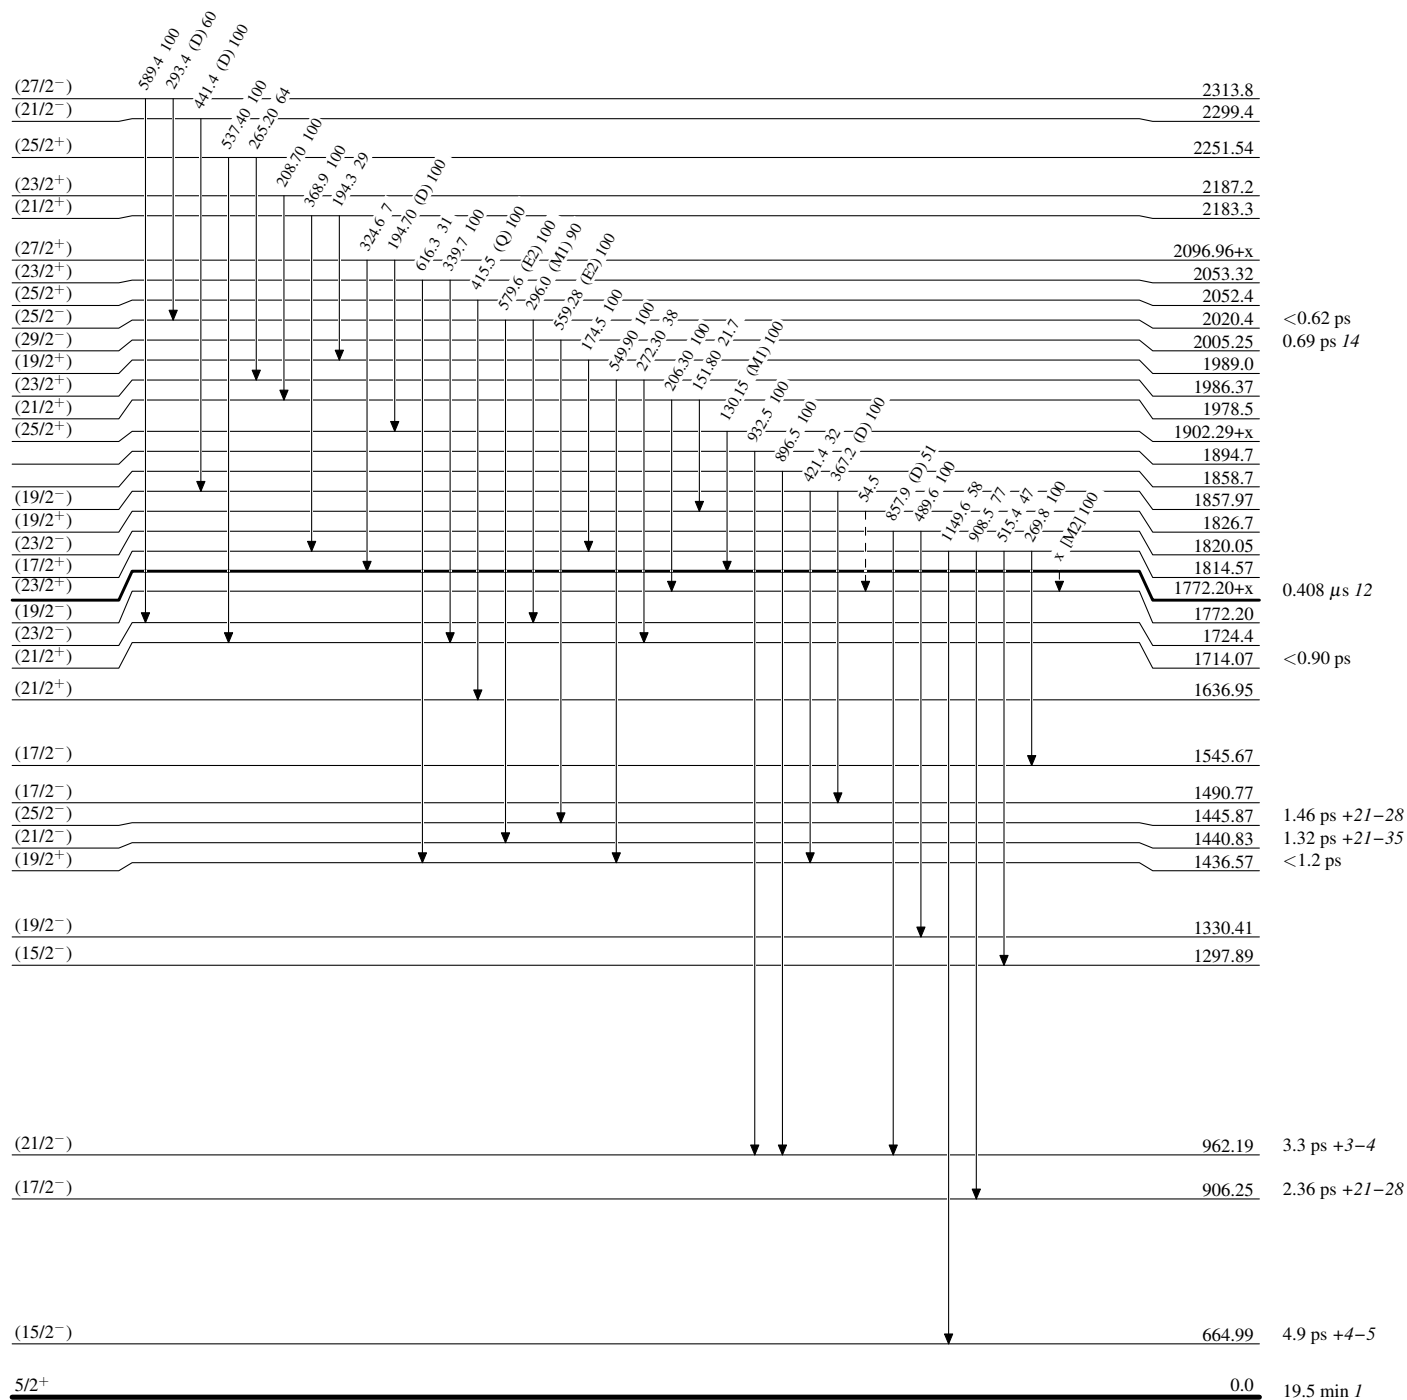 589.4 100
293.4 (D) 60
441.4 (D) 100
537.40 100
265.20 64
208.70 100
368.9 100
194.3 29
324.6 7
194.70 (D) 100
616.3 31
339.7 100
415.5 (Q) 100
579.6 (E2) 100
296.0 (M1) 90
559.28 (E2) 100
174.5 100
549.90 100
272.30 38
206.30 100
151.80 21.7
130.15 (M1) 100
932.5 100
896.5 100
421.4 32
367.2 (D) 100
54.5
857.9 (D) 51
489.6 100
1149.6 58
908.5 77
515.4 47
269.8 100
x [M2] 100
(27/2⁻) 2313.8
(21/2⁻) 2299.4
(25/2⁺) 2251.54
(23/2⁺) 2187.2
(21/2⁺) 2183.3
(27/2⁺) 2096.96+x
(23/2⁺) 2053.32
(25/2⁺) 2052.4
(25/2⁻) 2020.4 <0.62 ps
(29/2⁻) 2005.25 0.69 ps 14
(19/2⁺) 1989.0
(23/2⁺) 1986.37
(21/2⁺) 1978.5
(25/2⁺) 1902.29+x
1894.7
1858.7
(19/2⁻) 1857.97
(19/2⁺) 1826.7
(23/2⁻) 1820.05
(17/2⁺) 1814.57
(23/2⁺) 1772.20+x 0.408 μs 12
(19/2⁻) 1772.20
(23/2⁻) 1724.4
(21/2⁺) 1714.07 <0.90 ps
(21/2⁺) 1636.95
(17/2⁻) 1545.67
(17/2⁻) 1490.77
(25/2⁻) 1445.87 1.46 ps +21−28
(21/2⁻) 1440.83 1.32 ps +21−35
(19/2⁺) 1436.57 <1.2 ps
(19/2⁻) 1330.41
(15/2⁻) 1297.89
(21/2⁻) 962.19 3.3 ps +3−4
(17/2⁻) 906.25 2.36 ps +21−28
(15/2⁻) 664.99 4.9 ps +4−5
5/2⁺ 0.0 19.5 min 1